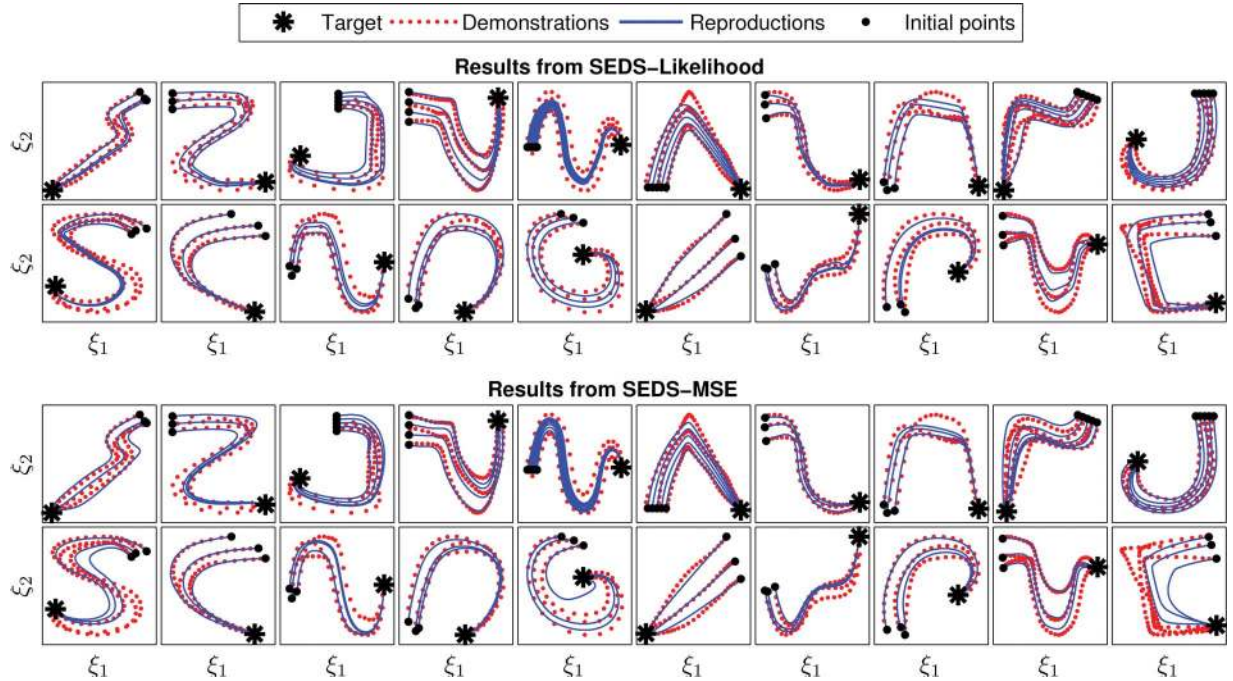 Target Demonstrations Reproductions Initial points
Results from SEDS-Likelihood
ξ2
ξ2
ξ1 ξ1 ξ1 ξ1 ξ1 ξ1 ξ1 ξ1 ξ1 ξ1
Results from SEDS-MSE
ξ2
ξ2
ξ1 ξ1 ξ1 ξ1 ξ1 ξ1 ξ1 ξ1 ξ1 ξ1